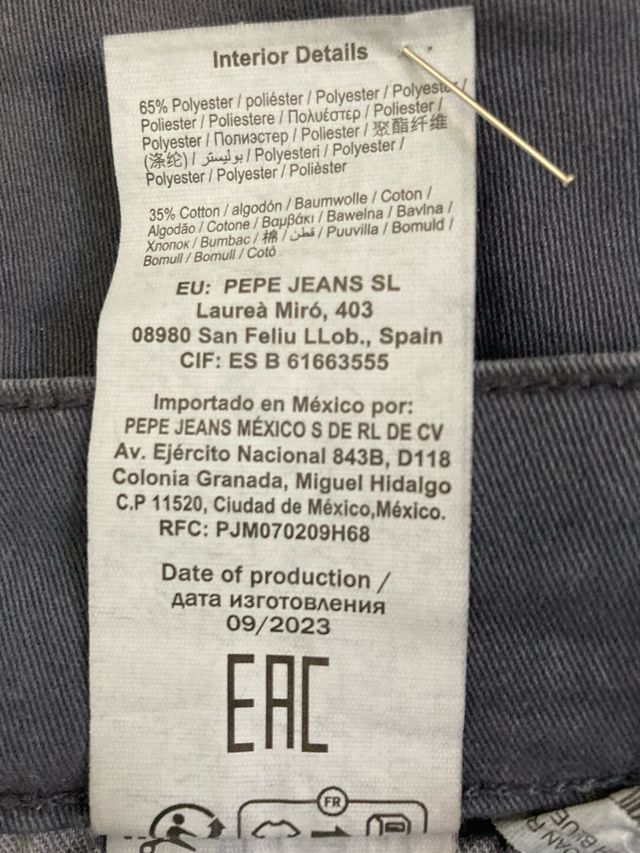 Interior Details
65% Polyester / poliéster / Polyester / Polyester /
Poliester / Poliestere / Πολυέστερ / Poliester /
Polyester / Полиэстер / Poliester / 聚酯纤维
(涤纶) / بوليستر / Polyesteri / Polyester /
Polyester / Polyester / Polièster
35% Cotton / algodón / Baumwolle / Coton /
Algodão / Cotone / Βαμβάκι / Bawełna / Bavlna /
Хлопок / Bumbac / 棉 / قطن / Puuvilla / Bomuld /
Bomull / Bomull / Cotó
EU: PEPE JEANS SL
Laureà Miró, 403
08980 San Feliu LLob., Spain
CIF: ES B 61663555
Importado en México por:
PEPE JEANS MÉXICO S DE RL DE CV
Av. Ejército Nacional 843B, D118
Colonia Granada, Miguel Hidalgo
C.P 11520, Ciudad de México,México.
RFC: PJM070209H68
Date of production /
дата изготовления
09/2023
EAC
FR